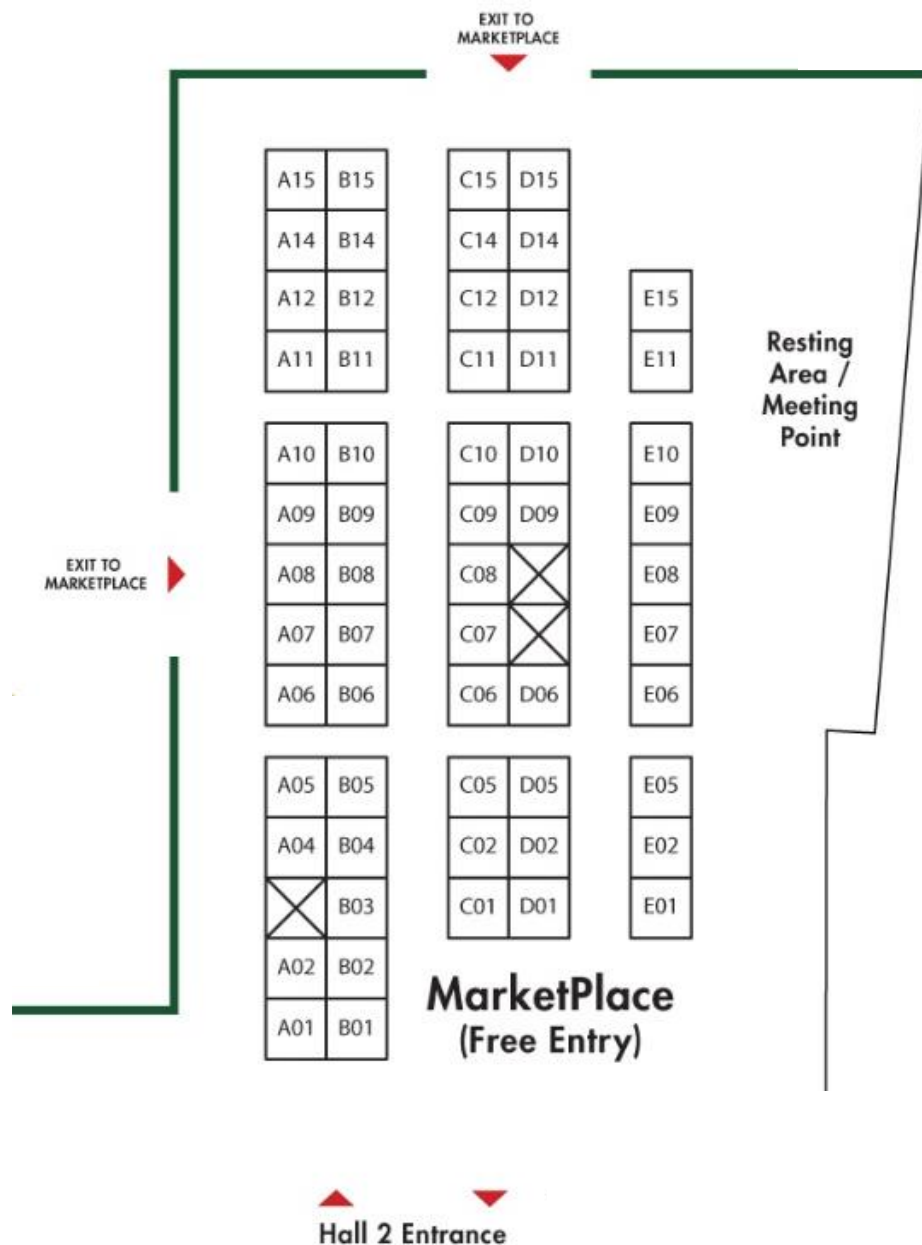 EXIT TO
MARKETPLACE
A15 B15 C15 D15
A14 B14 C14 D14
A12 B12 C12 D12 E15
A11 B11 C11 D11 E11
Resting
Area /
Meeting
Point
A10 B10 C10 D10 E10
A09 B09 C09 D09 E09
EXIT TO
MARKETPLACE
A08 B08 C08 E08
A07 B07 C07 E07
A06 B06 C06 D06 E06
A05 B05 C05 D05 E05
A04 B04 C02 D02 E02
B03 C01 D01 E01
A02 B02
A01 B01
MarketPlace
(Free Entry)
Hall 2 Entrance